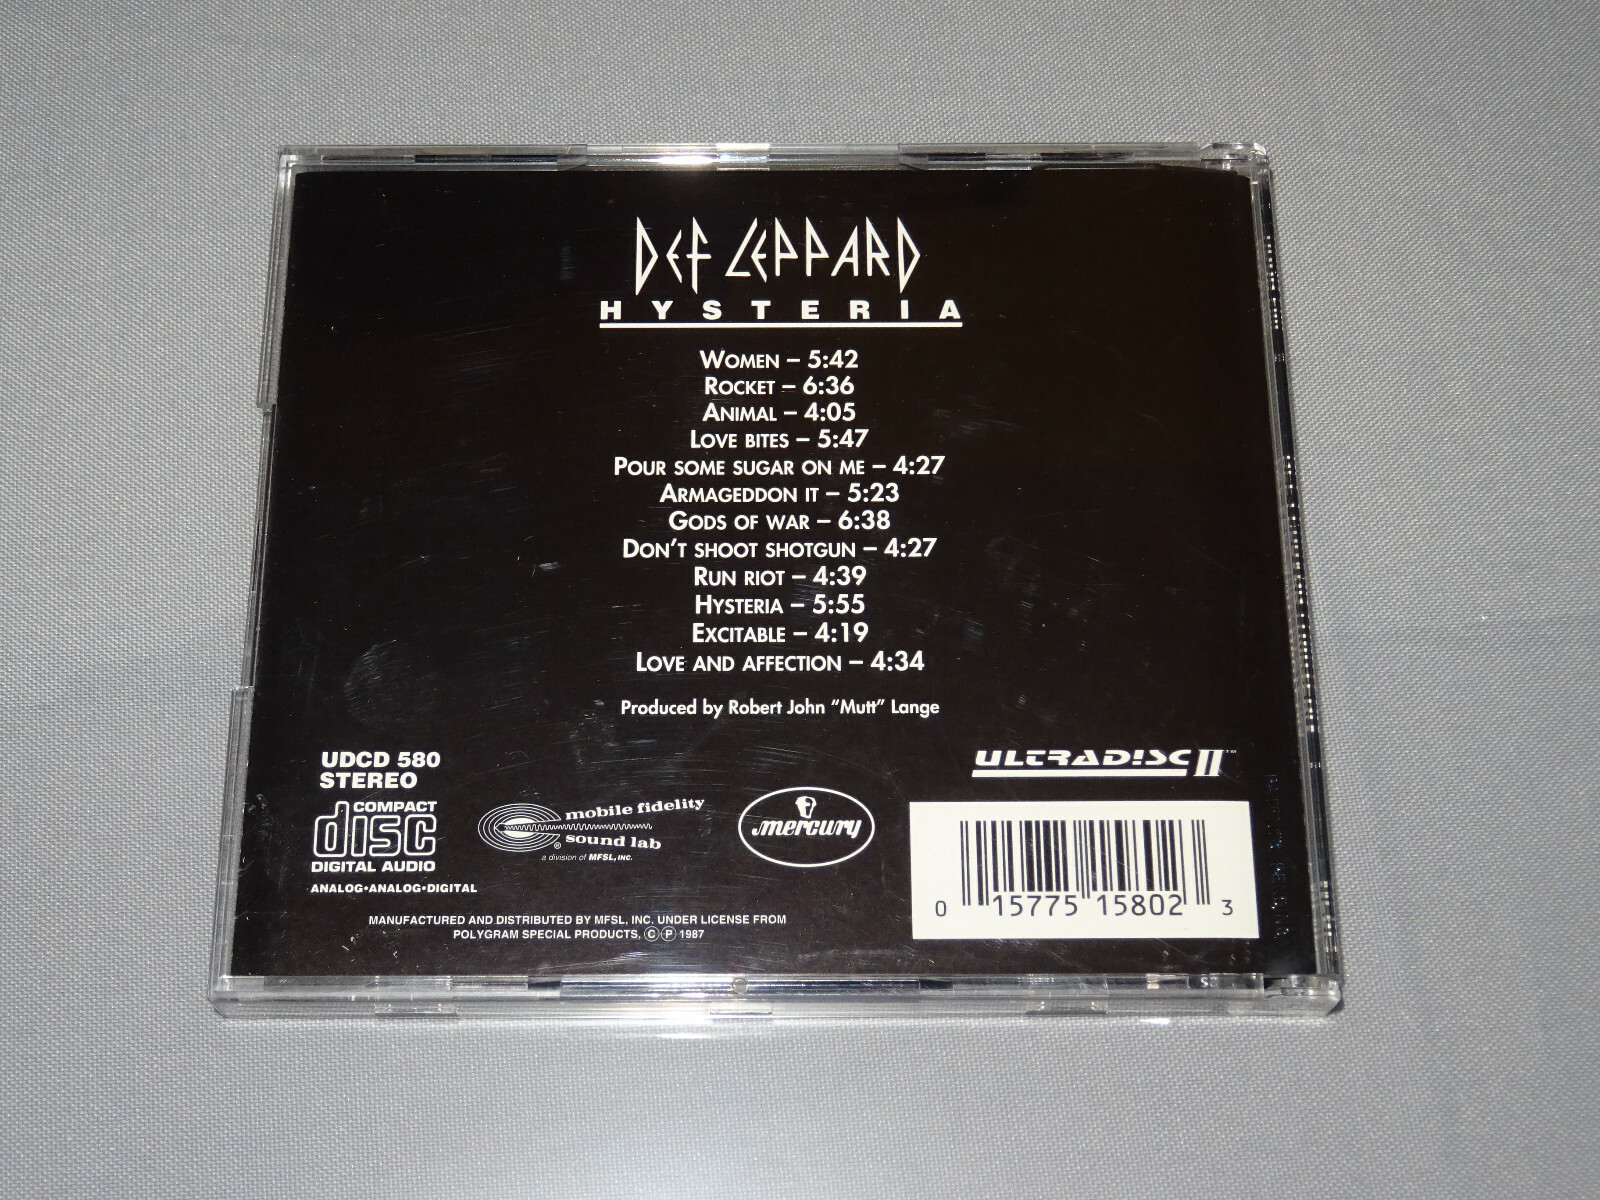 DEF LEPPARD
HYSTERIA
WOMEN – 5:42
ROCKET – 6:36
ANIMAL – 4:05
LOVE BITES – 5:47
POUR SOME SUGAR ON ME – 4:27
ARMAGEDDON IT – 5:23
GODS OF WAR – 6:38
DON'T SHOOT SHOTGUN – 4:27
RUN RIOT – 4:39
HYSTERIA – 5:55
EXCITABLE – 4:19
LOVE AND AFFECTION – 4:34
Produced by Robert John “Mutt” Lange
UDCD 580
STEREO
COMPACT
disc
DIGITAL AUDIO
ANALOG•ANALOG•DIGITAL
mobile fidelity
® sound lab
a division of MFSL, INC.
mercury
ULTRADISC II™
0 15775 15802 3
MANUFACTURED AND DISTRIBUTED BY MFSL, INC. UNDER LICENSE FROM
POLYGRAM SPECIAL PRODUCTS. Ⓒ Ⓟ 1987